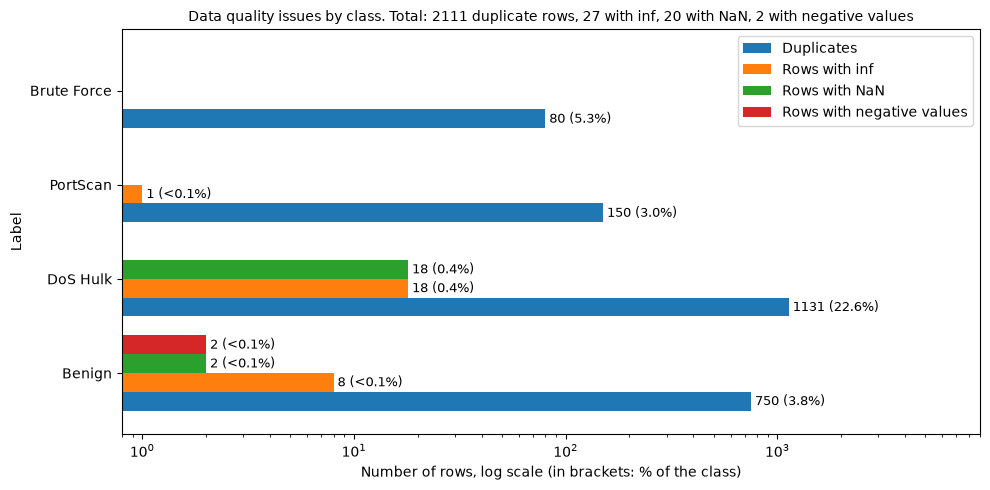 Data quality issues by class. Total: 2111 duplicate rows, 27 with inf, 20 with NaN, 2 with negative values
Duplicates
Rows with inf
Rows with NaN
Rows with negative values
Label
Brute Force
80 (5.3%)
PortScan
1 (<0.1%)
150 (3.0%)
DoS Hulk
18 (0.4%)
18 (0.4%)
1131 (22.6%)
Benign
2 (<0.1%)
2 (<0.1%)
8 (<0.1%)
750 (3.8%)
10⁰ 10¹ 10² 10³
Number of rows, log scale (in brackets: % of the class)